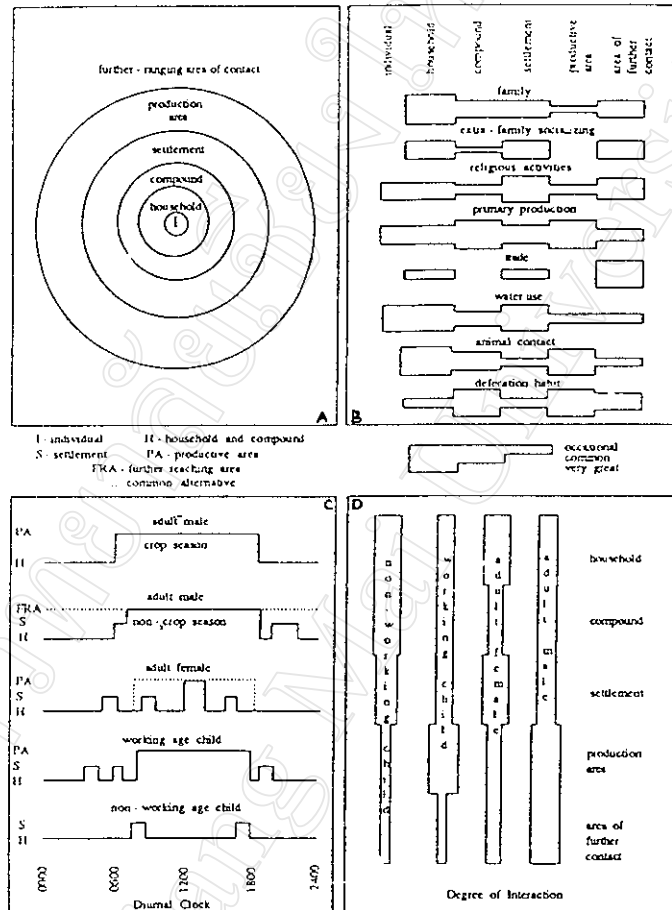 further - ranging area of contact
production
area
settlement
compound
household
I
A
individual
household
compound
settlement
productive
area
area of
further
contact
family
extra - family socializing
religious activities
primary production
trade
water use
animal contact
defecation habit
B
I - individual H - household and compound
S - settlement PA - productive area
FRA - further reaching area
... common alternative
occasional
common
very great
C
adult male
crop season
PA
H
adult male
non - crop season
FRA
S
H
adult female
PA
S
H
working age child
PA
S
H
non - working age child
S
H
0000
0600
1200
1800
2400
Diurnal Clock
D
non-working child
working child
adult female
adult male
household
compound
settlement
production
area
area of
further
contact
Degree of Interaction